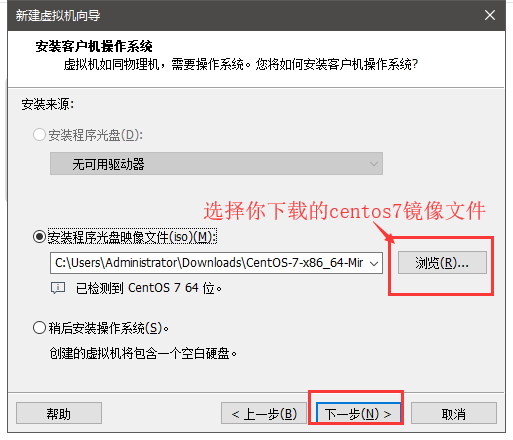 新建虚拟机向导
安装客户机操作系统
虚拟机如同物理机，需要操作系统。您将如何安装客户机操作系统?
安装来源:
安装程序光盘(D):
无可用驱动器
选择你下载的centos7镜像文件
安装程序光盘映像文件(iso)(M):
C:\Users\Administrator\Downloads\CentOS-7-x86_64-Mir
浏览(R)...
已检测到 CentOS 7 64 位。
稍后安装操作系统(S)。
创建的虚拟机将包含一个空白硬盘。
帮助
< 上一步(B)
下一步(N) >
取消